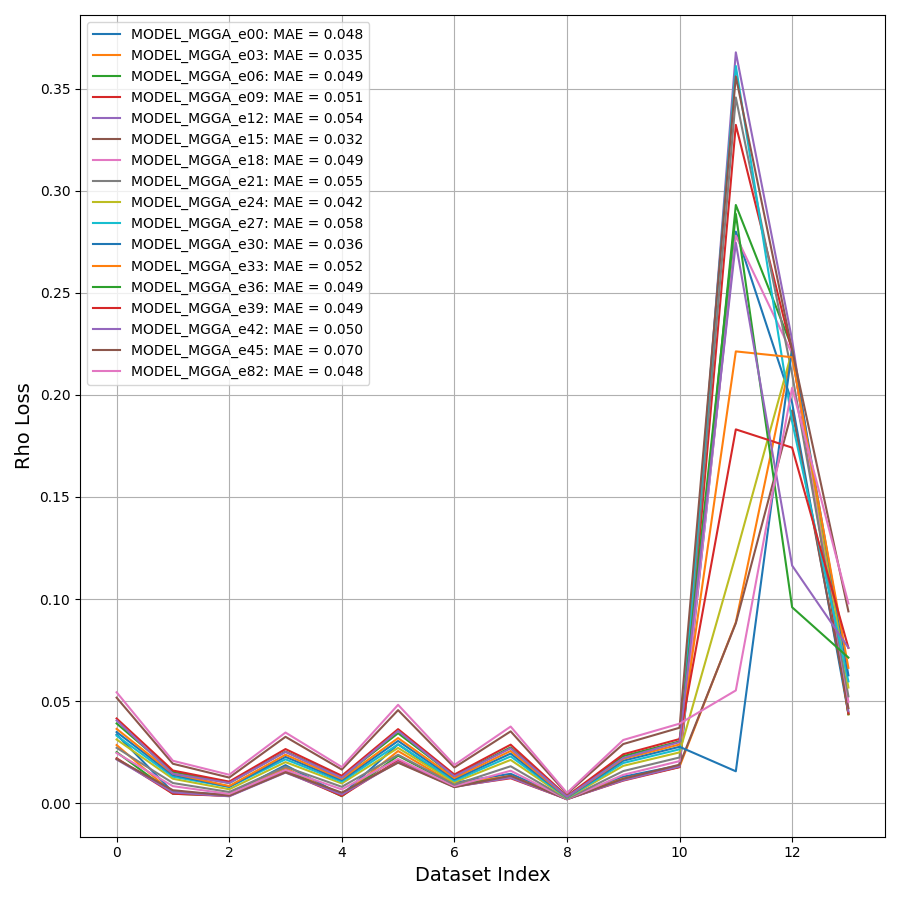 MODEL_MGGA_e00: MAE = 0.048
MODEL_MGGA_e03: MAE = 0.035
MODEL_MGGA_e06: MAE = 0.049
MODEL_MGGA_e09: MAE = 0.051
MODEL_MGGA_e12: MAE = 0.054
MODEL_MGGA_e15: MAE = 0.032
MODEL_MGGA_e18: MAE = 0.049
MODEL_MGGA_e21: MAE = 0.055
MODEL_MGGA_e24: MAE = 0.042
MODEL_MGGA_e27: MAE = 0.058
MODEL_MGGA_e30: MAE = 0.036
MODEL_MGGA_e33: MAE = 0.052
MODEL_MGGA_e36: MAE = 0.049
MODEL_MGGA_e39: MAE = 0.049
MODEL_MGGA_e42: MAE = 0.050
MODEL_MGGA_e45: MAE = 0.070
MODEL_MGGA_e82: MAE = 0.048
Rho Loss
0.35
0.30
0.25
0.20
0.15
0.10
0.05
0.00
0 2 4 6 8 10 12
Dataset Index